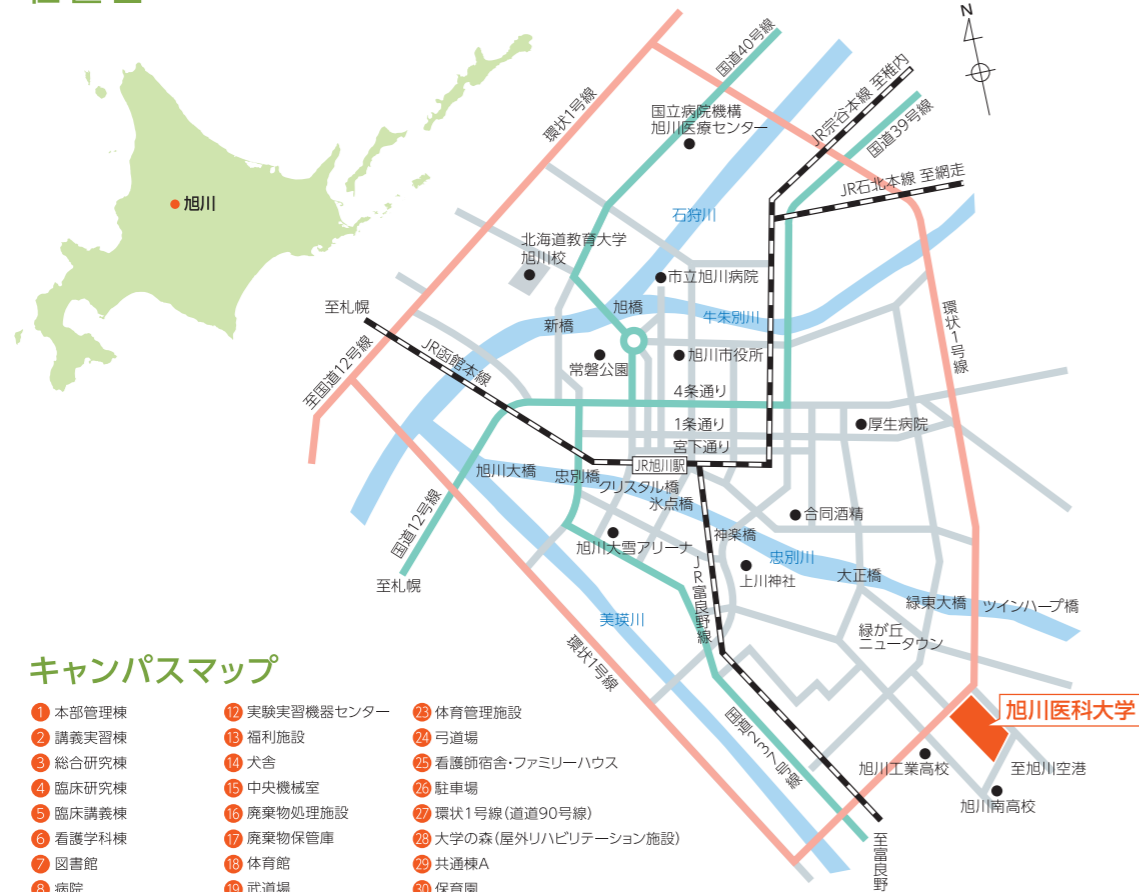 旭川
N
国道40号線
環状1号線
JR宗谷本線 至稚内
国立病院機構
旭川医療センター
国道39号線
JR石北本線 至網走
石狩川
北海道教育大学
旭川校
市立旭川病院
至札幌
旭橋
新橋
牛朱別川
環状1号線
JR函館本線
至国道12号線
常磐公園
旭川市役所
4条通り
1条通り
厚生病院
宮下通り
JR旭川駅
旭川大橋
忠別橋
クリスタル橋
氷点橋
国道12号線
合同酒精
神楽橋
旭川大雪アリーナ
忠別川
至札幌
上川神社
大正橋
JR富良野線
緑東大橋
ツインハープ橋
美瑛川
緑が丘
ニュータウン
環状1号線
旭川医科大学
国道237号線
旭川工業高校
至旭川空港
旭川南高校
至富良野
キャンパスマップ
1 本部管理棟
2 講義実習棟
3 総合研究棟
4 臨床研究棟
5 臨床講義棟
6 看護学科棟
7 図書館
8 病院
12 実験実習機器センター
13 福利施設
14 犬舎
15 中央機械室
16 廃棄物処理施設
17 廃棄物保管庫
18 体育館
19 武道場
23 体育管理施設
24 弓道場
25 看護師宿舎・ファミリーハウス
26 駐車場
27 環状1号線(道道90号線)
28 大学の森(屋外リハビリテーション施設)
29 共通棟A
30 保育園